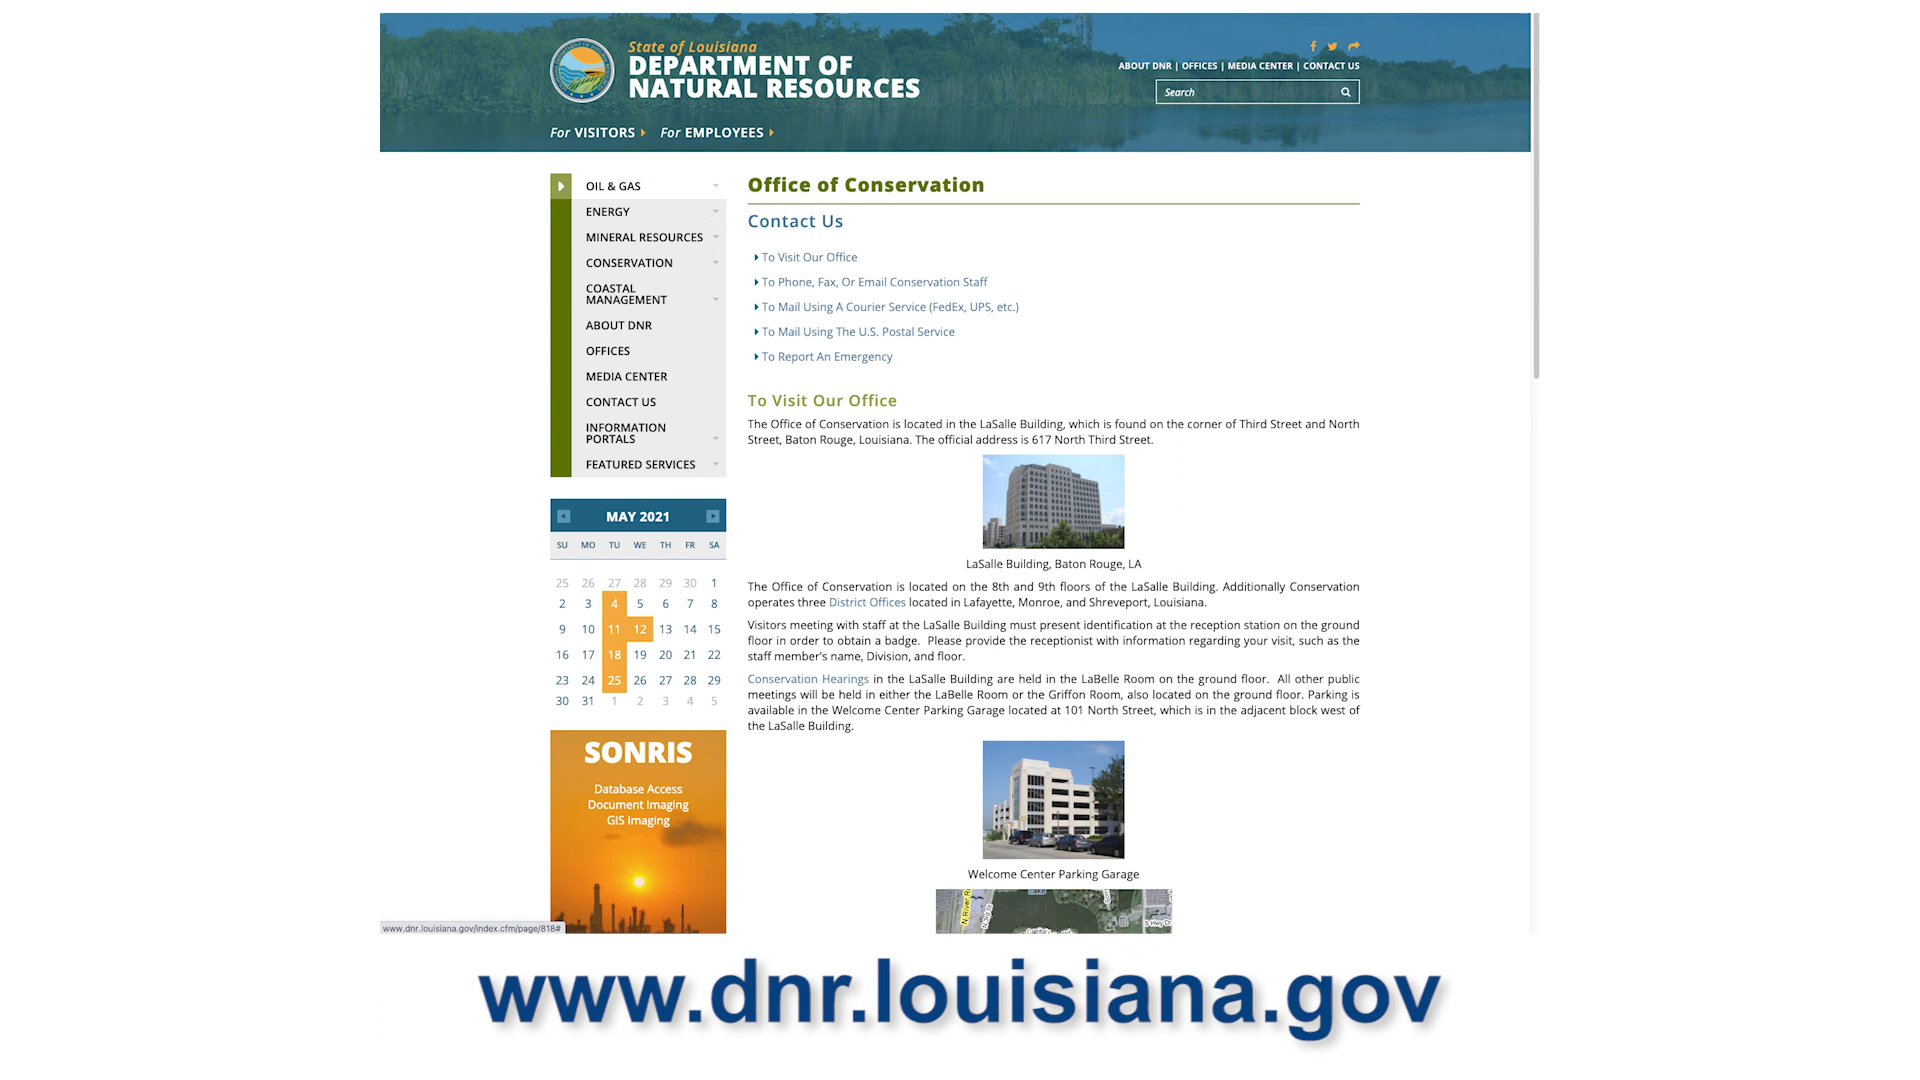 State of Louisiana
DEPARTMENT OF
NATURAL RESOURCES
ABOUT DNR | OFFICES | MEDIA CENTER | CONTACT US
Search
For VISITORS For EMPLOYEES
OIL & GAS
ENERGY
MINERAL RESOURCES
CONSERVATION
COASTAL
MANAGEMENT
ABOUT DNR
OFFICES
MEDIA CENTER
CONTACT US
INFORMATION
PORTALS
FEATURED SERVICES
MAY 2021
SU MO TU WE TH FR SA
25 26 27 28 29 30 1
2 3 4 5 6 7 8
9 10 11 12 13 14 15
16 17 18 19 20 21 22
23 24 25 26 27 28 29
30 31 1 2 3 4 5
SONRIS
Database Access
Document Imaging
GIS Imaging
Office of Conservation
Contact Us
To Visit Our Office
To Phone, Fax, Or Email Conservation Staff
To Mail Using A Courier Service (FedEx, UPS, etc.)
To Mail Using The U.S. Postal Service
To Report An Emergency
To Visit Our Office
The Office of Conservation is located in the LaSalle Building, which is found on the corner of Third Street and North
Street, Baton Rouge, Louisiana. The official address is 617 North Third Street.
LaSalle Building, Baton Rouge, LA
The Office of Conservation is located on the 8th and 9th floors of the LaSalle Building. Additionally Conservation
operates three District Offices located in Lafayette, Monroe, and Shreveport, Louisiana.
Visitors meeting with staff at the LaSalle Building must present identification at the reception station on the ground
floor in order to obtain a badge. Please provide the receptionist with information regarding your visit, such as the
staff member's name, Division, and floor.
Conservation Hearings in the LaSalle Building are held in the LaBelle Room on the ground floor. All other public
meetings will be held in either the LaBelle Room or the Griffon Room, also located on the ground floor. Parking is
available in the Welcome Center Parking Garage located at 101 North Street, which is in the adjacent block west of
the LaSalle Building.
Welcome Center Parking Garage
www.dnr.louisiana.gov/index.cfm/page/818#
www.dnr.louisiana.gov